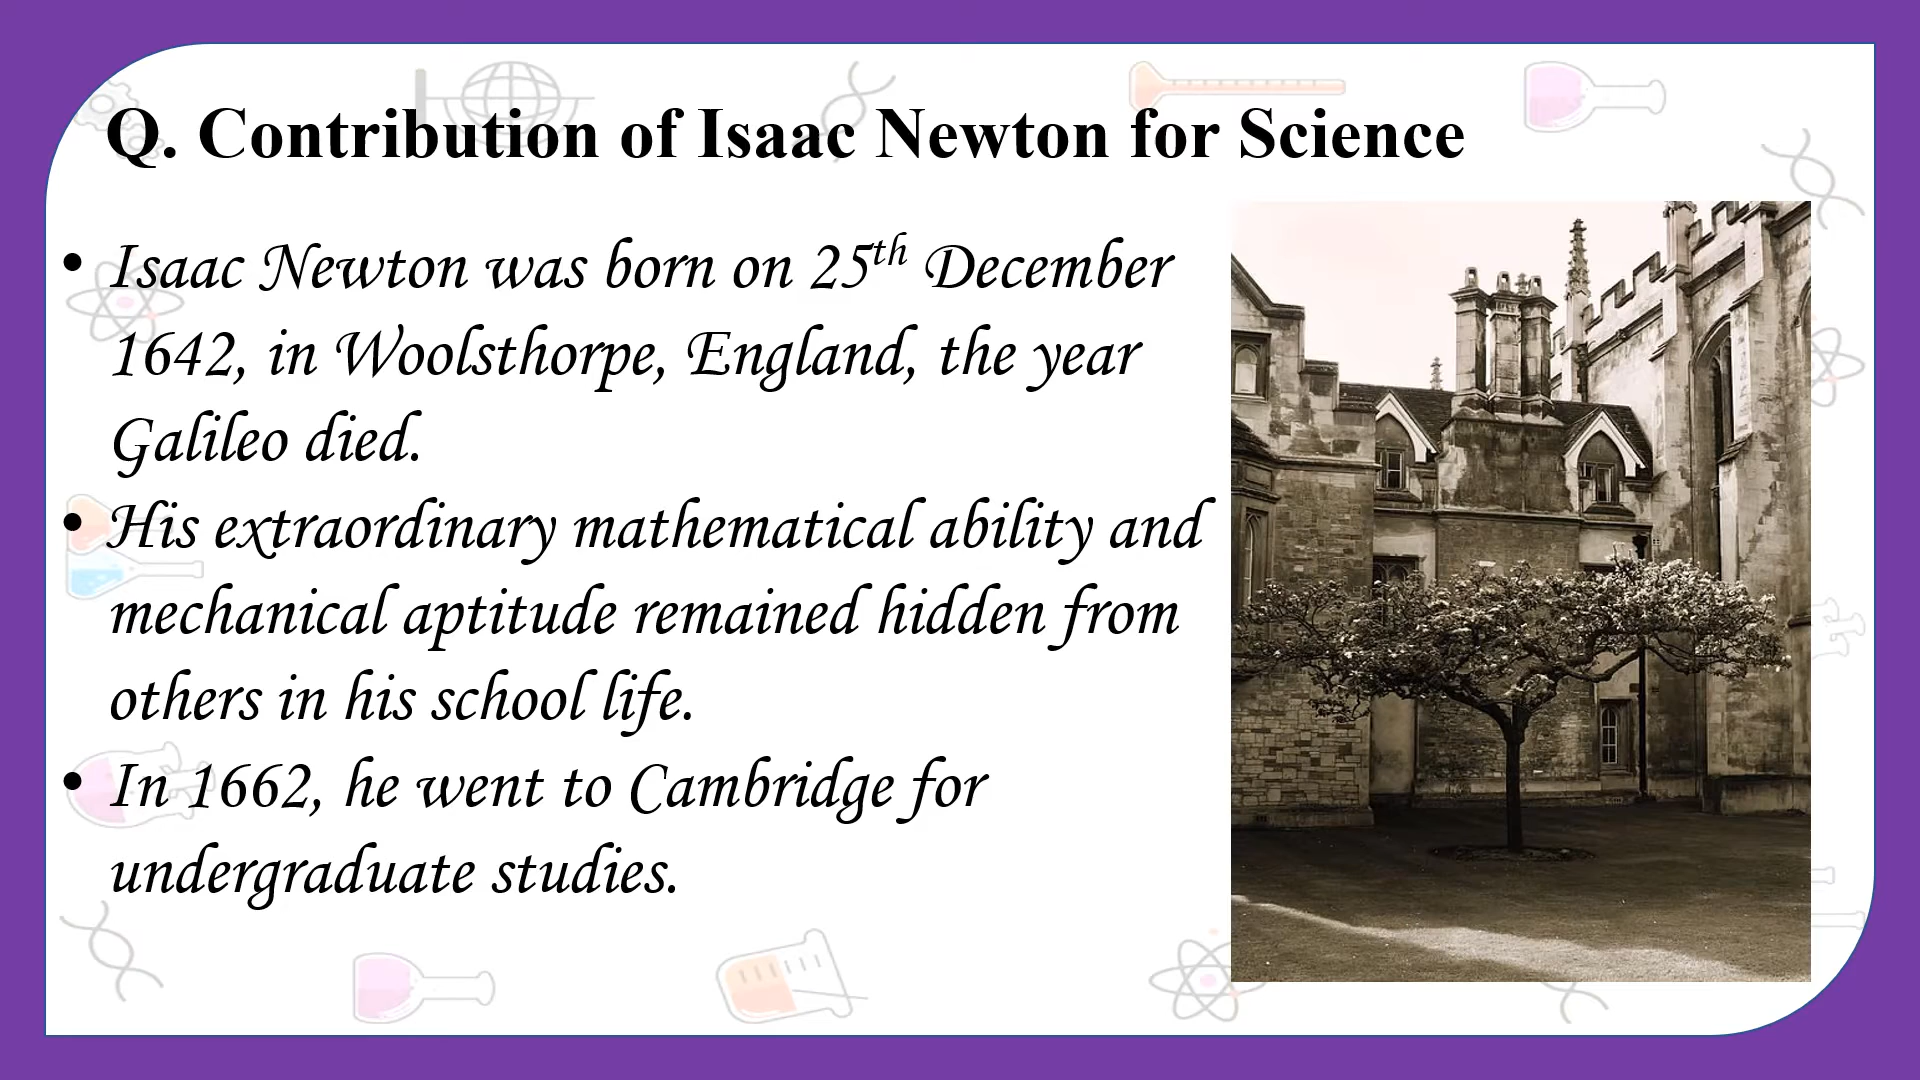 Q. Contribution of Isaac Newton for Science
• Isaac Newton was born on 25th December
1642, in Woolsthorpe, England, the year
Galileo died.
• His extraordinary mathematical ability and
mechanical aptitude remained hidden from
others in his school life.
• In 1662, he went to Cambridge for
undergraduate studies.